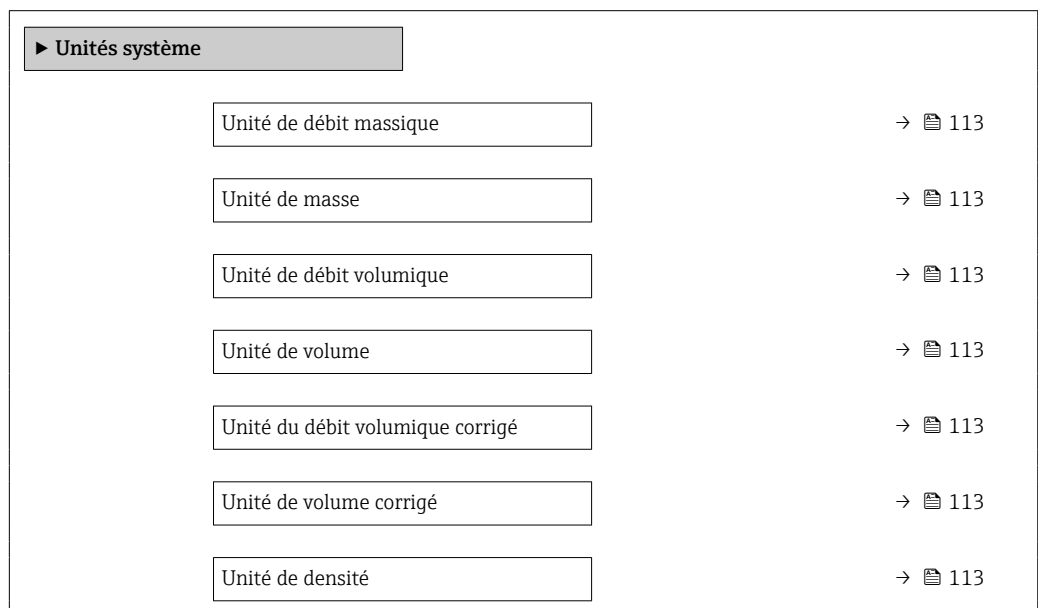 ▶ Unités système
Unité de débit massique → 🖹 113
Unité de masse → 🖹 113
Unité de débit volumique → 🖹 113
Unité de volume → 🖹 113
Unité du débit volumique corrigé → 🖹 113
Unité de volume corrigé → 🖹 113
Unité de densité → 🖹 113